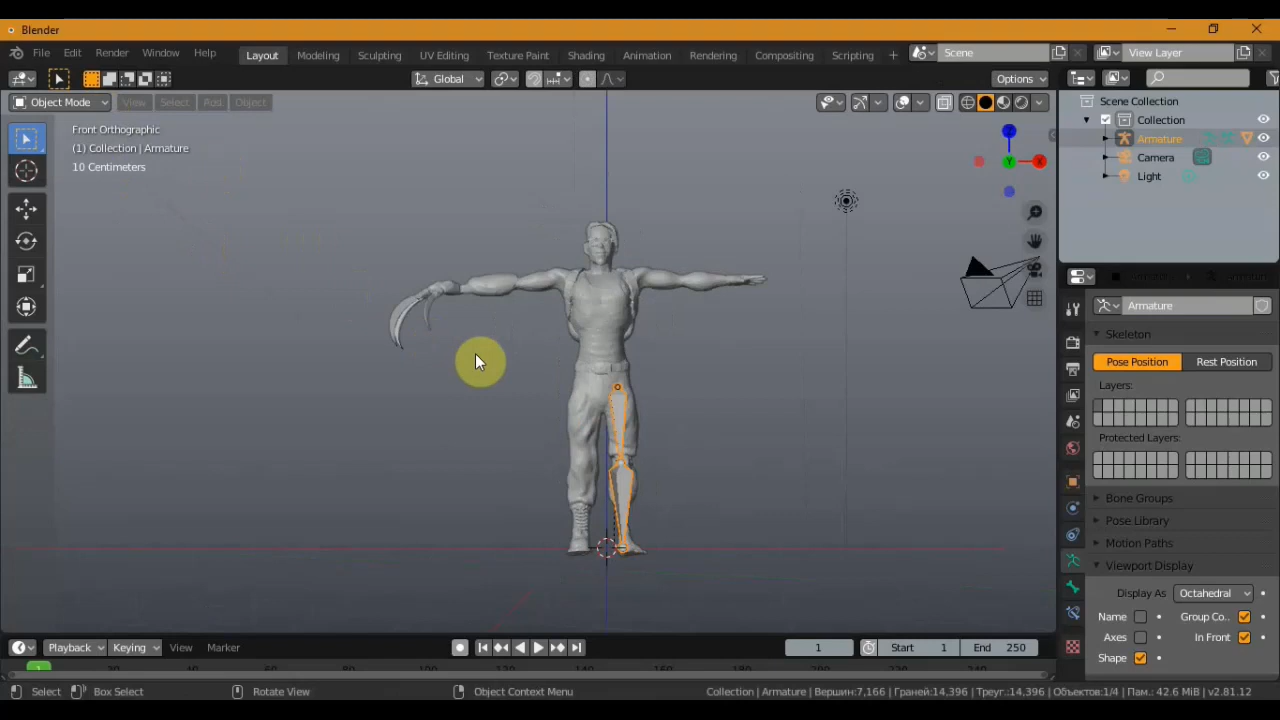 Blender
File Edit Render Window Help
Layout Modeling Sculpting UV Editing Texture Paint Shading Animation Rendering Compositing Scripting +
Scene
View Layer
Global
Options
Object Mode View Select Object
Front Orthographic
(1) Collection | Armature
10 Centimeters
Z
Y
X
Scene Collection
Collection
Armature
Camera
Light
Armature
Skeleton
Pose Position Rest Position
Layers:
Protected Layers:
Bone Groups
Pose Library
Motion Paths
Viewport Display
Display As Octahedral
Name Group Co..
Axes In Front
Shape
Playback Keying View Marker
1
Start 1 End 250
1
Select Box Select Rotate View Object Context Menu
Collection | Armature | Вершин:7,166 | Граней:14,396 | Треуг.:14,396 | Объектов:1/4 | Пам.: 42.6 MiB | v2.81.12